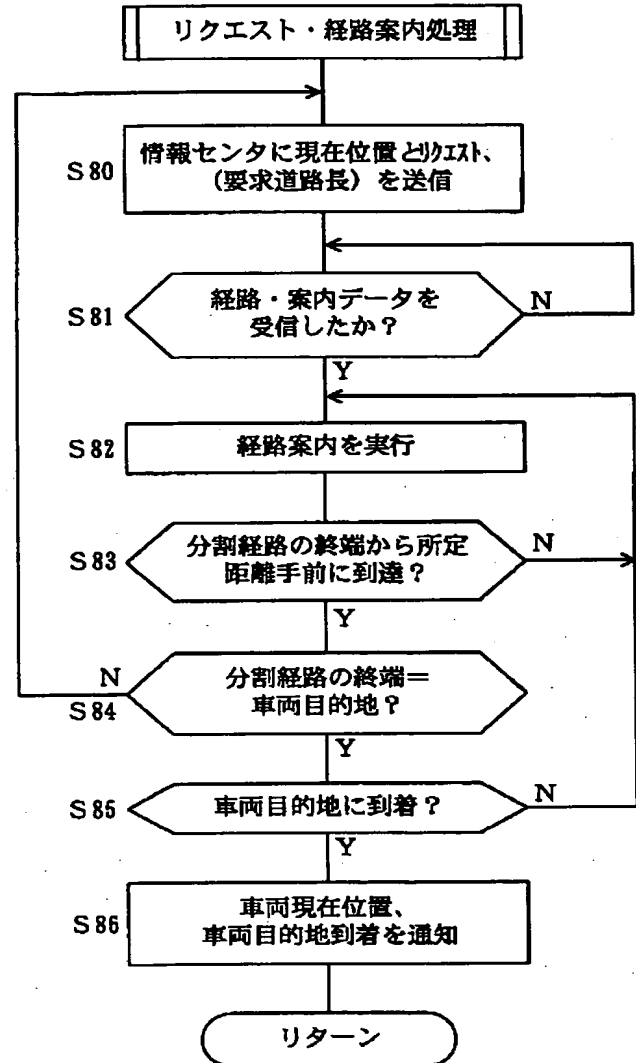 リクエスト・経路案内処理
S80
情報センタに現在位置とリクエスト、
(要求道路長)を送信
S81
経路・案内データを
受信したか?
N
Y
S82
経路案内を実行
S83
分割経路の終端から所定
距離手前に到達?
N
Y
S84
分割経路の終端=
車両目的地?
N
Y
S85
車両目的地に到着?
N
Y
S86
車両現在位置、
車両目的地到着を通知
リターン